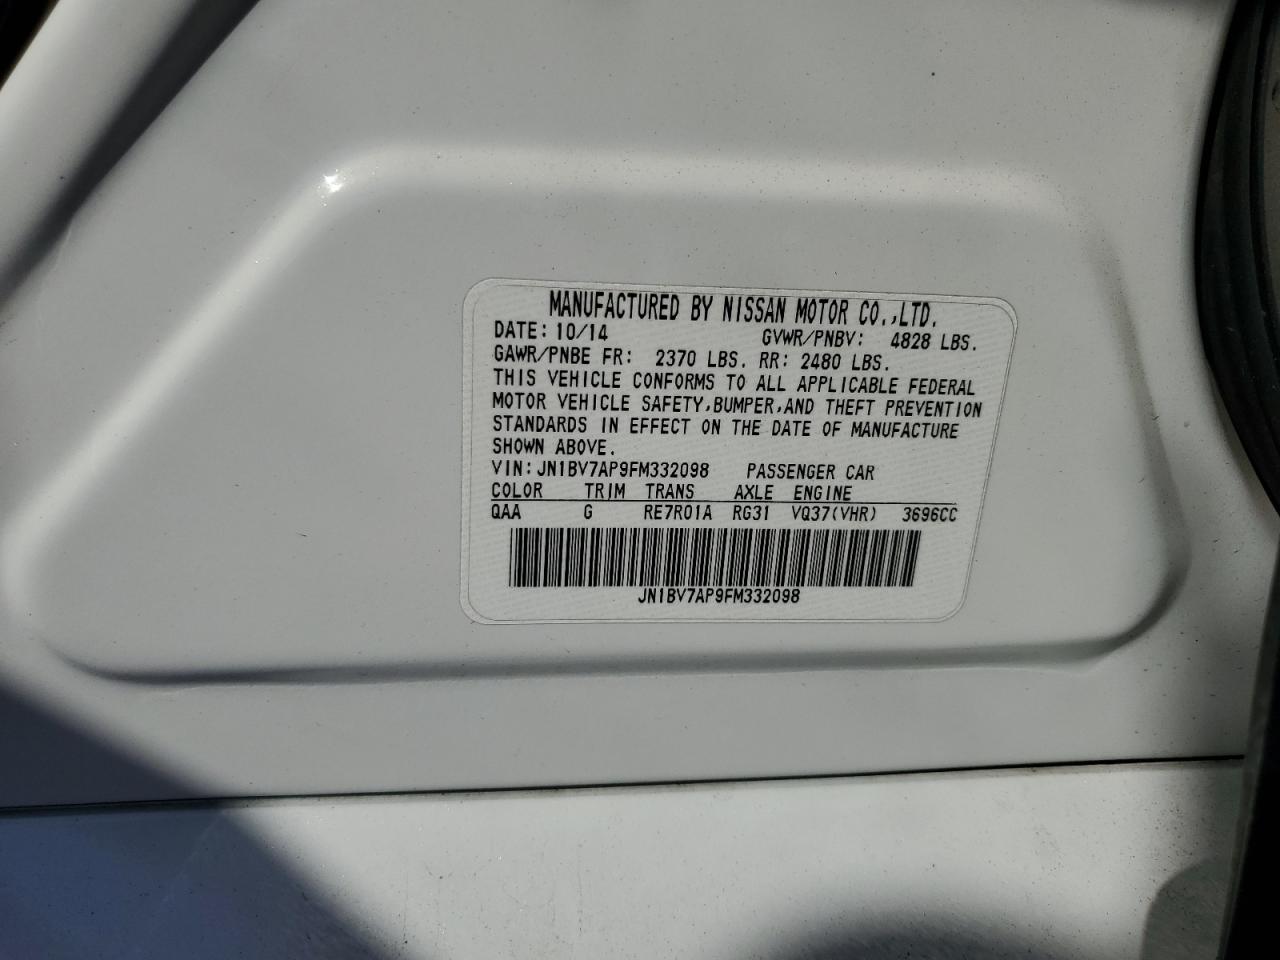 MANUFACTURED BY NISSAN MOTOR CO.,LTD.
DATE: 10/14 GVWR/PNBV: 4828 LBS.
GAWR/PNBE FR: 2370 LBS. RR: 2480 LBS.
THIS VEHICLE CONFORMS TO ALL APPLICABLE FEDERAL
MOTOR VEHICLE SAFETY,BUMPER,AND THEFT PREVENTION
STANDARDS IN EFFECT ON THE DATE OF MANUFACTURE
SHOWN ABOVE.
VIN: JN1BV7AP9FM332098 PASSENGER CAR
COLOR TRIM TRANS AXLE ENGINE
QAA G RE7R01A RG31 VQ37(VHR) 3696CC
JN1BV7AP9FM332098